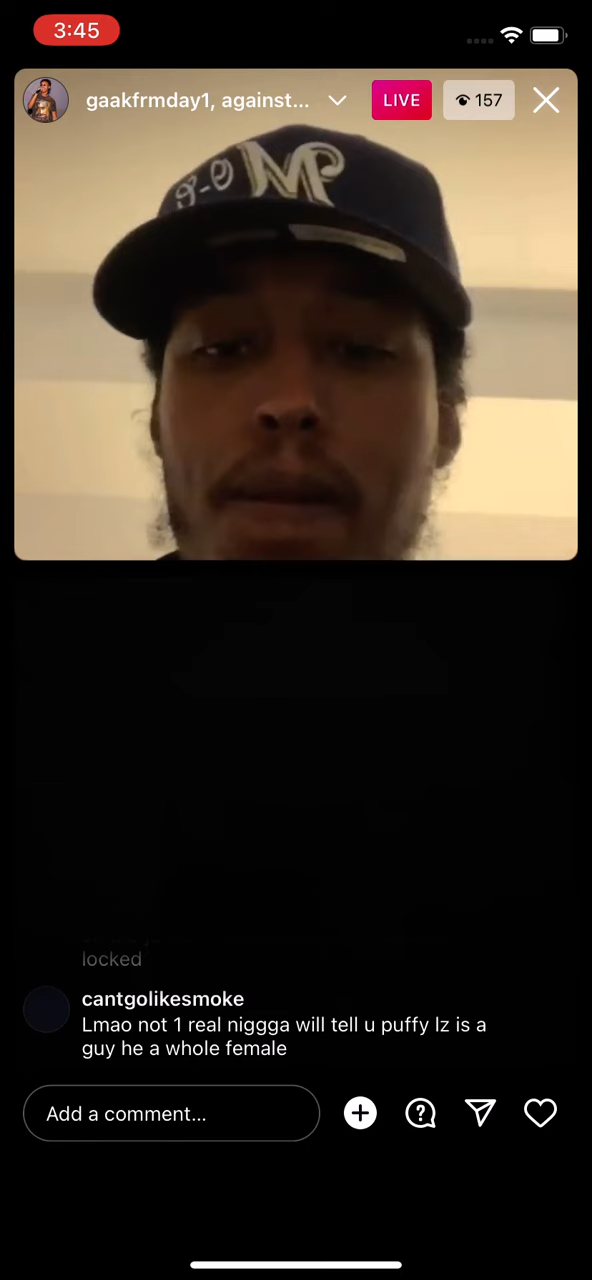 3:45
gaakfrmday1, against... LIVE 157
MP
locked
cantgolikesmoke
Lmao not 1 real niggga will tell u puffy lz is a
guy he a whole female
Add a comment...